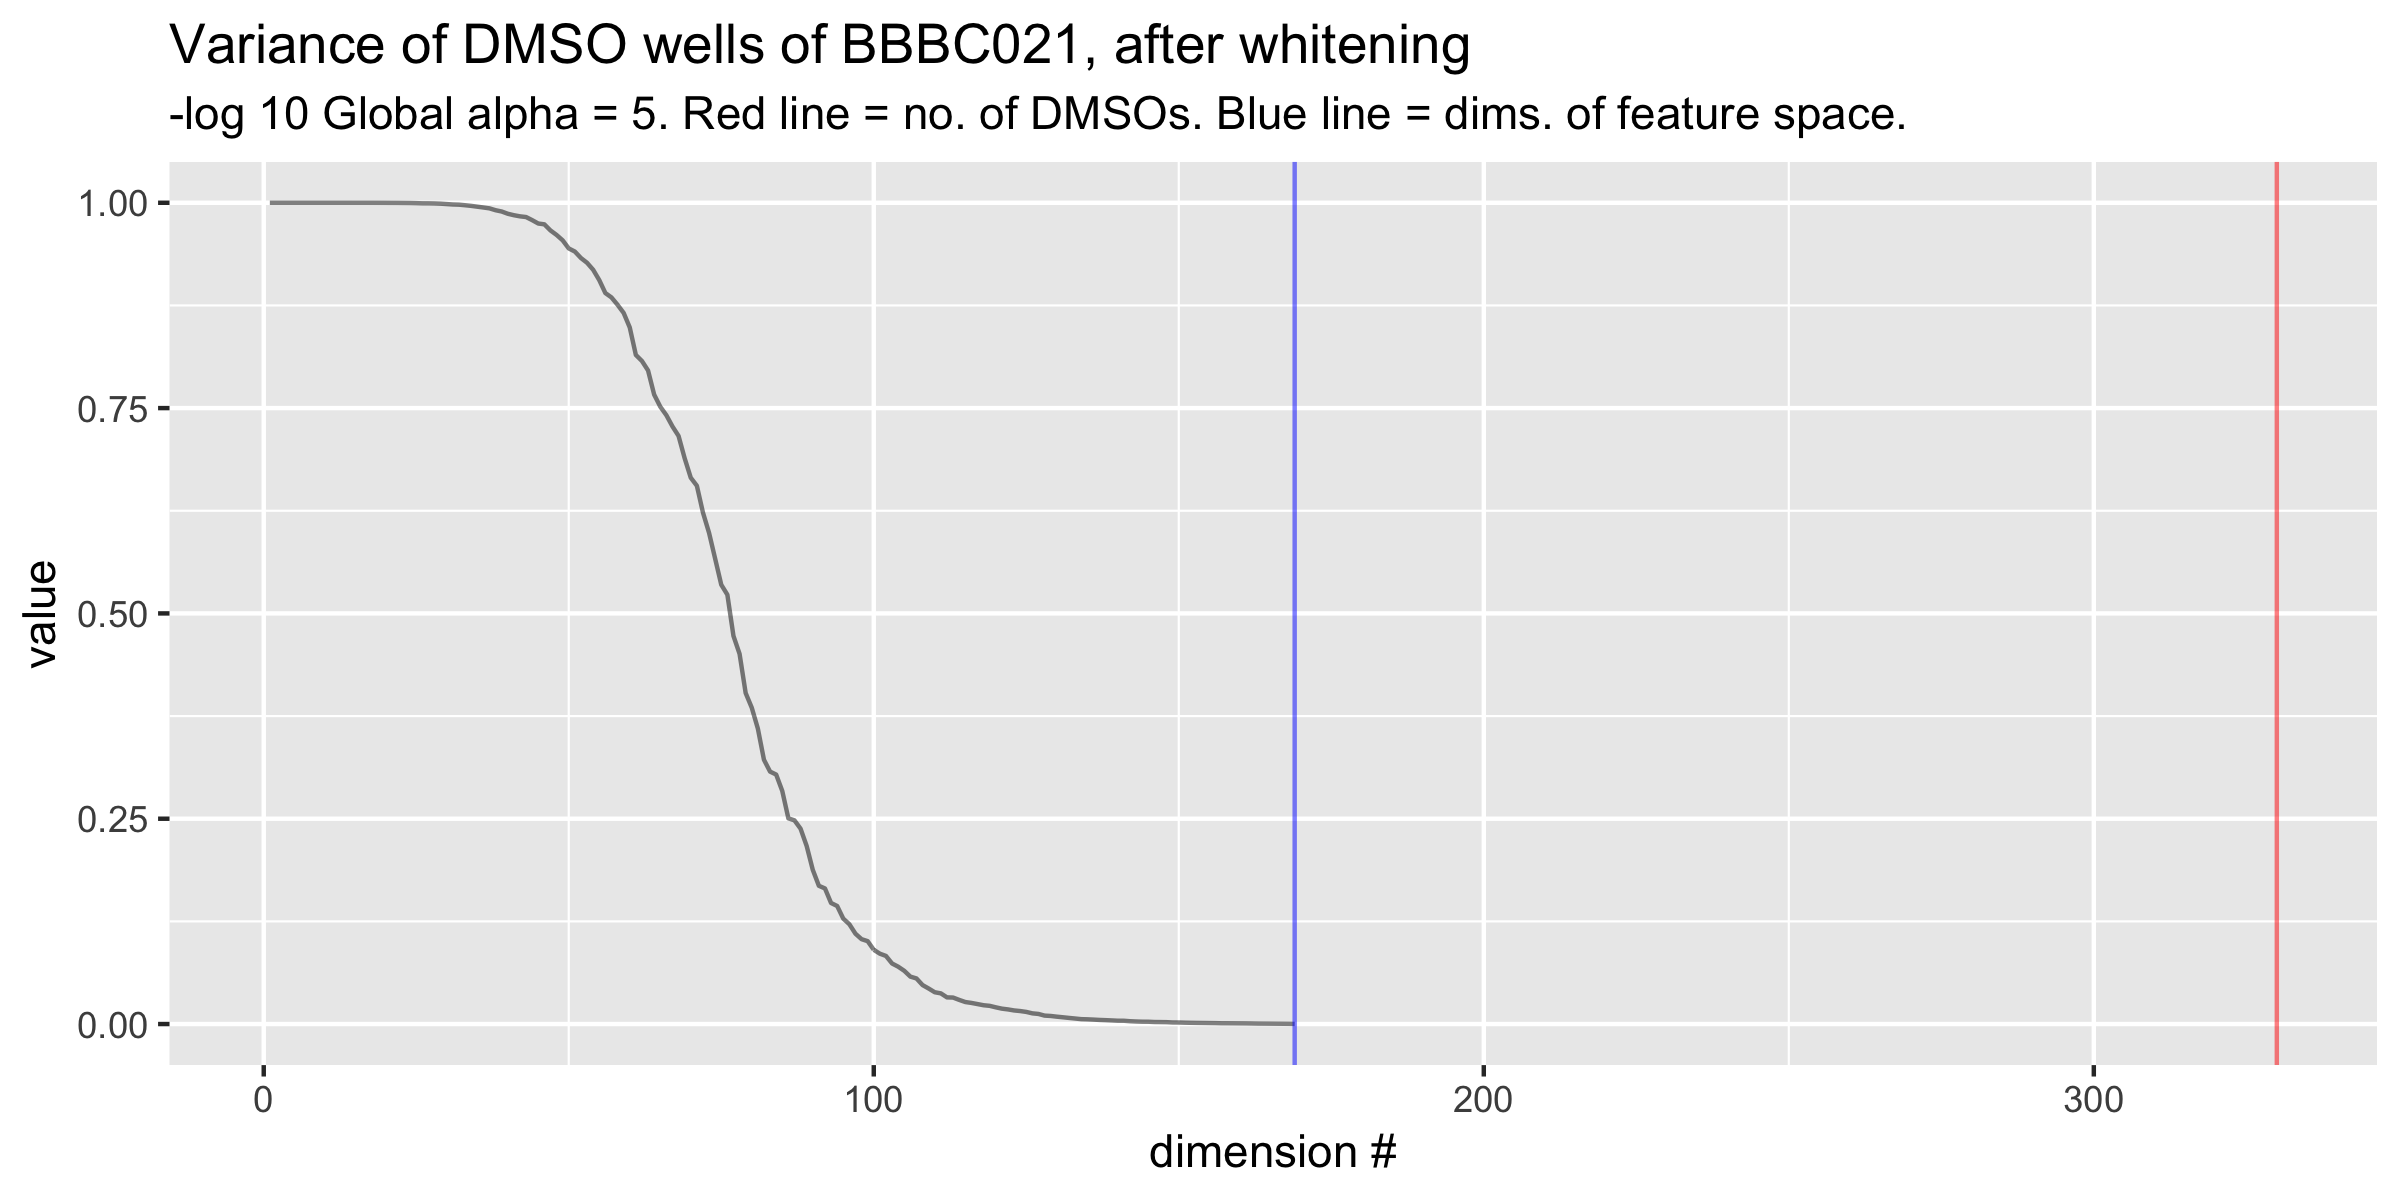 Variance of DMSO wells of BBBC021, after whitening
-log 10 Global alpha = 5. Red line = no. of DMSOs. Blue line = dims. of feature space.
1.00
0.75
0.50
0.25
0.00
value
0 100 200 300
dimension #